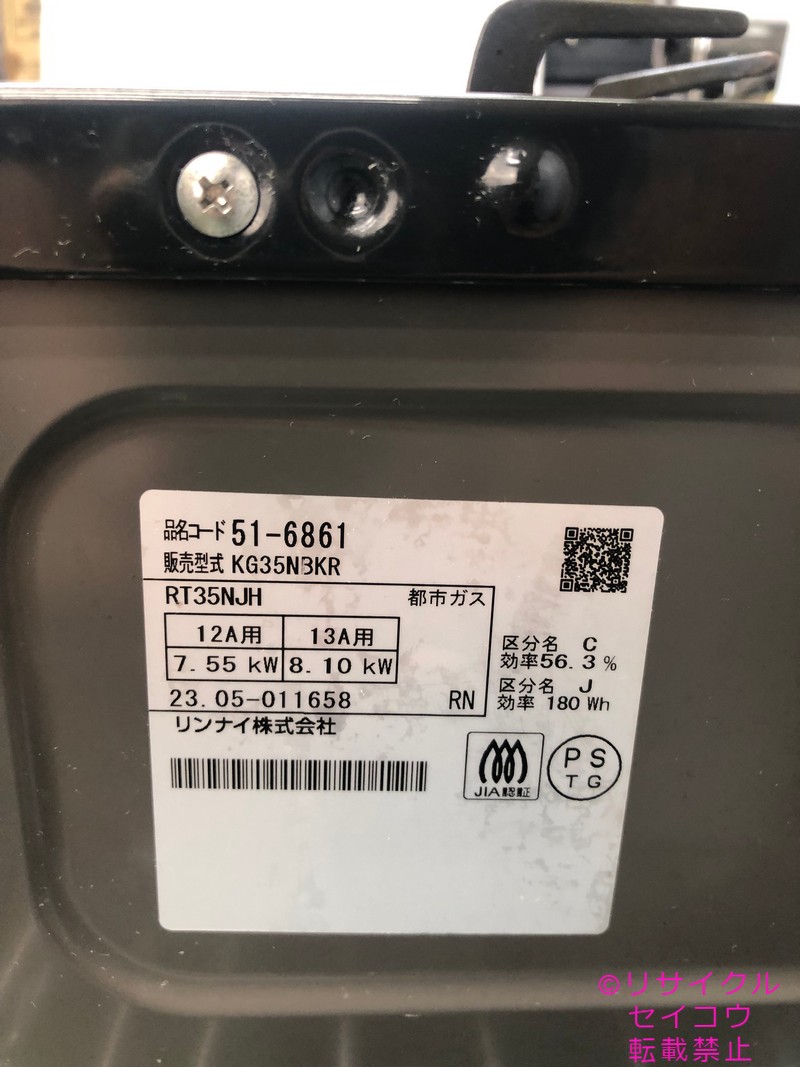 品名コード 51-6861
販売型式 KG35NBKR
RT35NJH 都市ガス
12A用 13A用
7.55 kW 8.10 kW
23.05-011658 RN
リンナイ株式会社
区分名 C
効率56.3 %
区分名 J
効率 180 Wh
JIA認証
PS
TG
©リサイクル
セイコウ
転載禁止